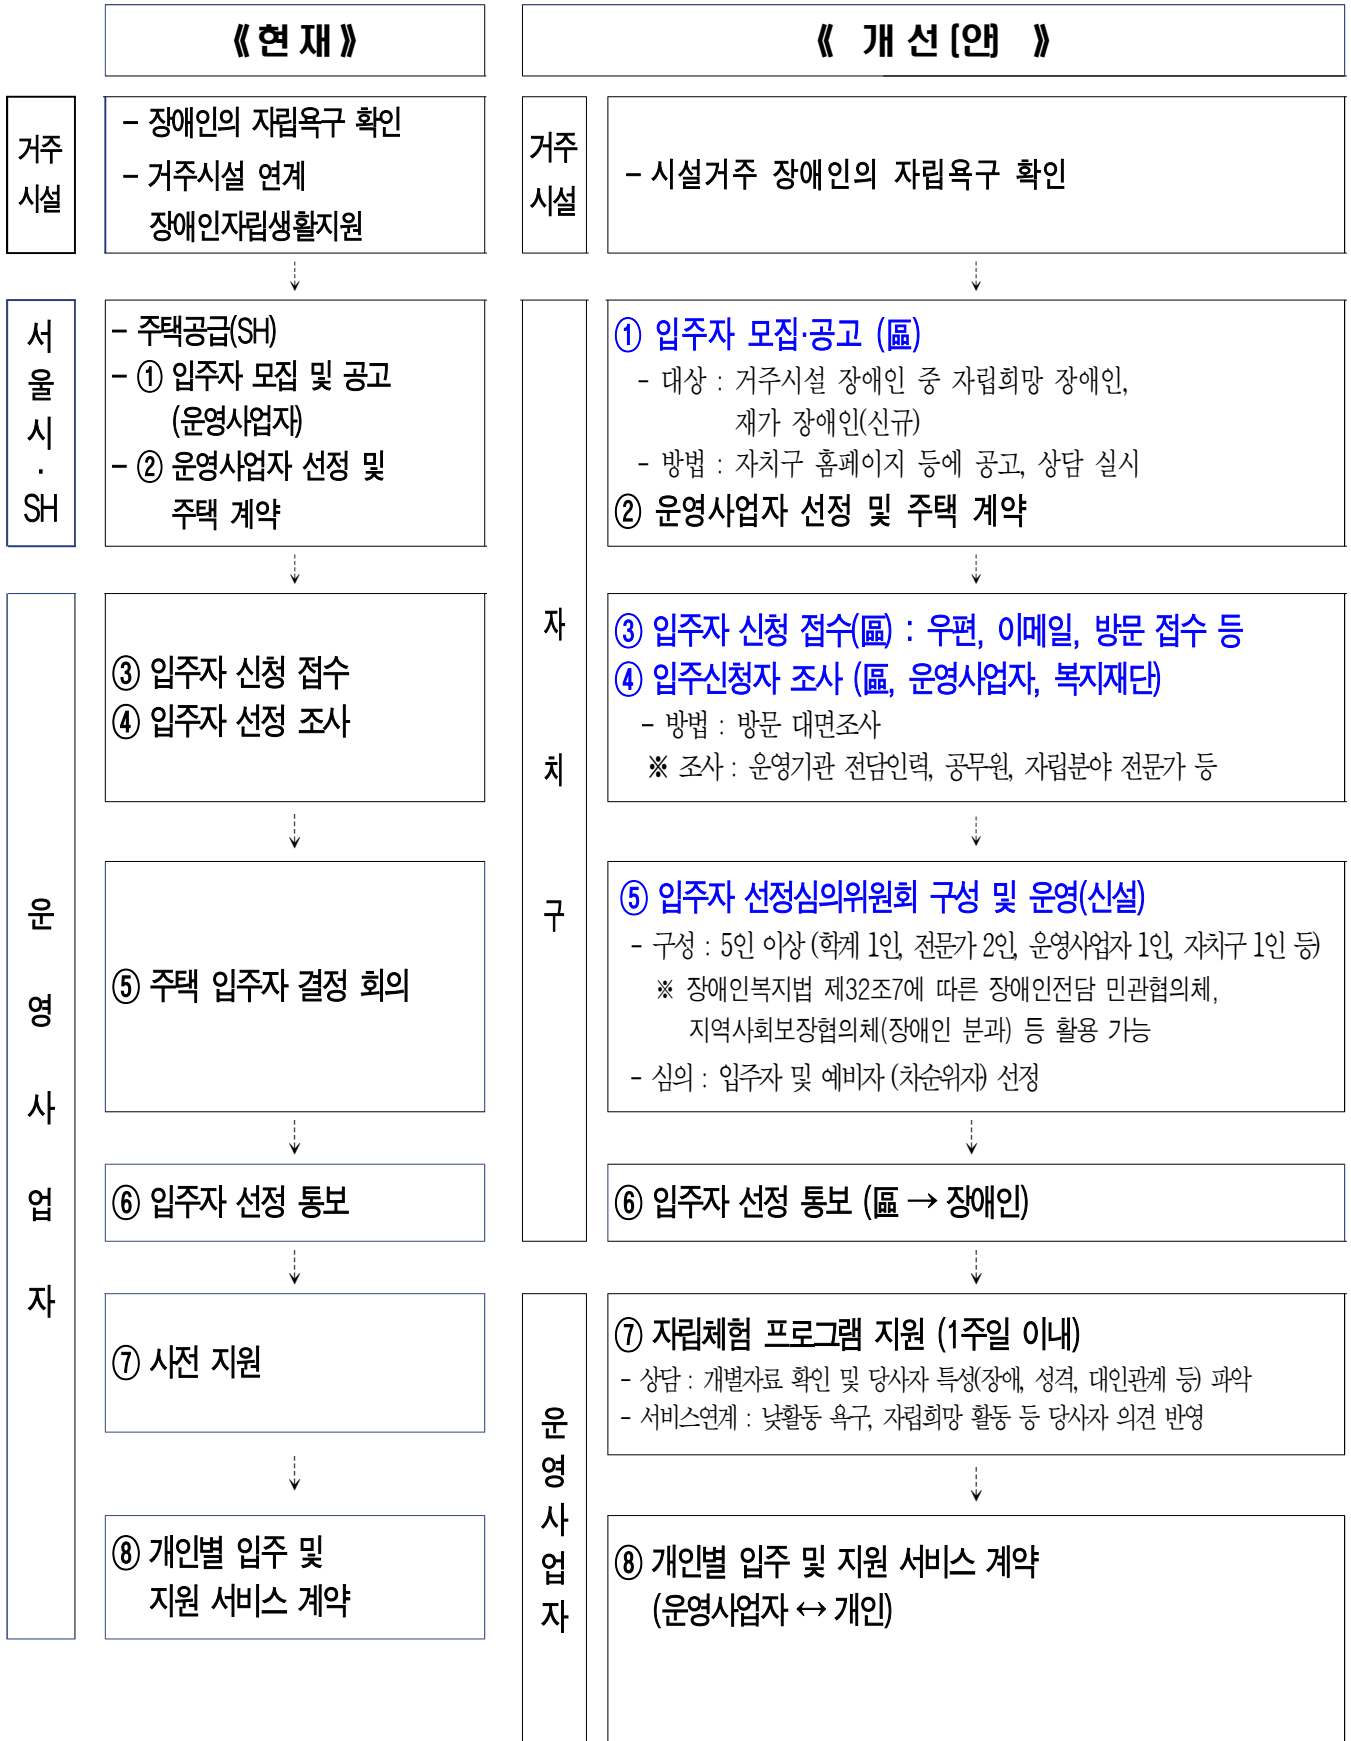 《현 재》
거주
시설
- 장애인의 자립욕구 확인
- 거주시설 연계
장애인자립생활지원
서
울
시
·
SH
- 주택공급(SH)
- ① 입주자 모집 및 공고
(운영사업자)
- ② 운영사업자 선정 및
주택 계약
운
영
사
업
자
③ 입주자 신청 접수
④ 입주자 선정 조사
⑤ 주택 입주자 결정 회의
⑥ 입주자 선정 통보
⑦ 사전 지원
⑧ 개인별 입주 및
지원 서비스 계약
《 개 선(안) 》
거주
시설
- 시설거주 장애인의 자립욕구 확인
자
치
구
① 입주자 모집·공고 (區)
- 대상 : 거주시설 장애인 중 자립희망 장애인,
재가 장애인(신규)
- 방법 : 자치구 홈페이지 등에 공고, 상담 실시
② 운영사업자 선정 및 주택 계약
③ 입주자 신청 접수(區) : 우편, 이메일, 방문 접수 등
④ 입주신청자 조사 (區, 운영사업자, 복지재단)
- 방법 : 방문 대면조사
※ 조사 : 운영기관 전담인력, 공무원, 자립분야 전문가 등
⑤ 입주자 선정심의위원회 구성 및 운영(신설)
- 구성 : 5인 이상 (학계 1인, 전문가 2인, 운영사업자 1인, 자치구 1인 등)
※ 장애인복지법 제32조7에 따른 장애인전담 민관협의체,
지역사회보장협의체(장애인 분과) 등 활용 가능
- 심의 : 입주자 및 예비자 (차순위자) 선정
⑥ 입주자 선정 통보 (區 → 장애인)
운
영
사
업
자
⑦ 자립체험 프로그램 지원 (1주일 이내)
- 상담 : 개별자료 확인 및 당사자 특성(장애, 성격, 대인관계 등) 파악
- 서비스연계 : 낮활동 욕구, 자립희망 활동 등 당사자 의견 반영
⑧ 개인별 입주 및 지원 서비스 계약
(운영사업자 ↔ 개인)